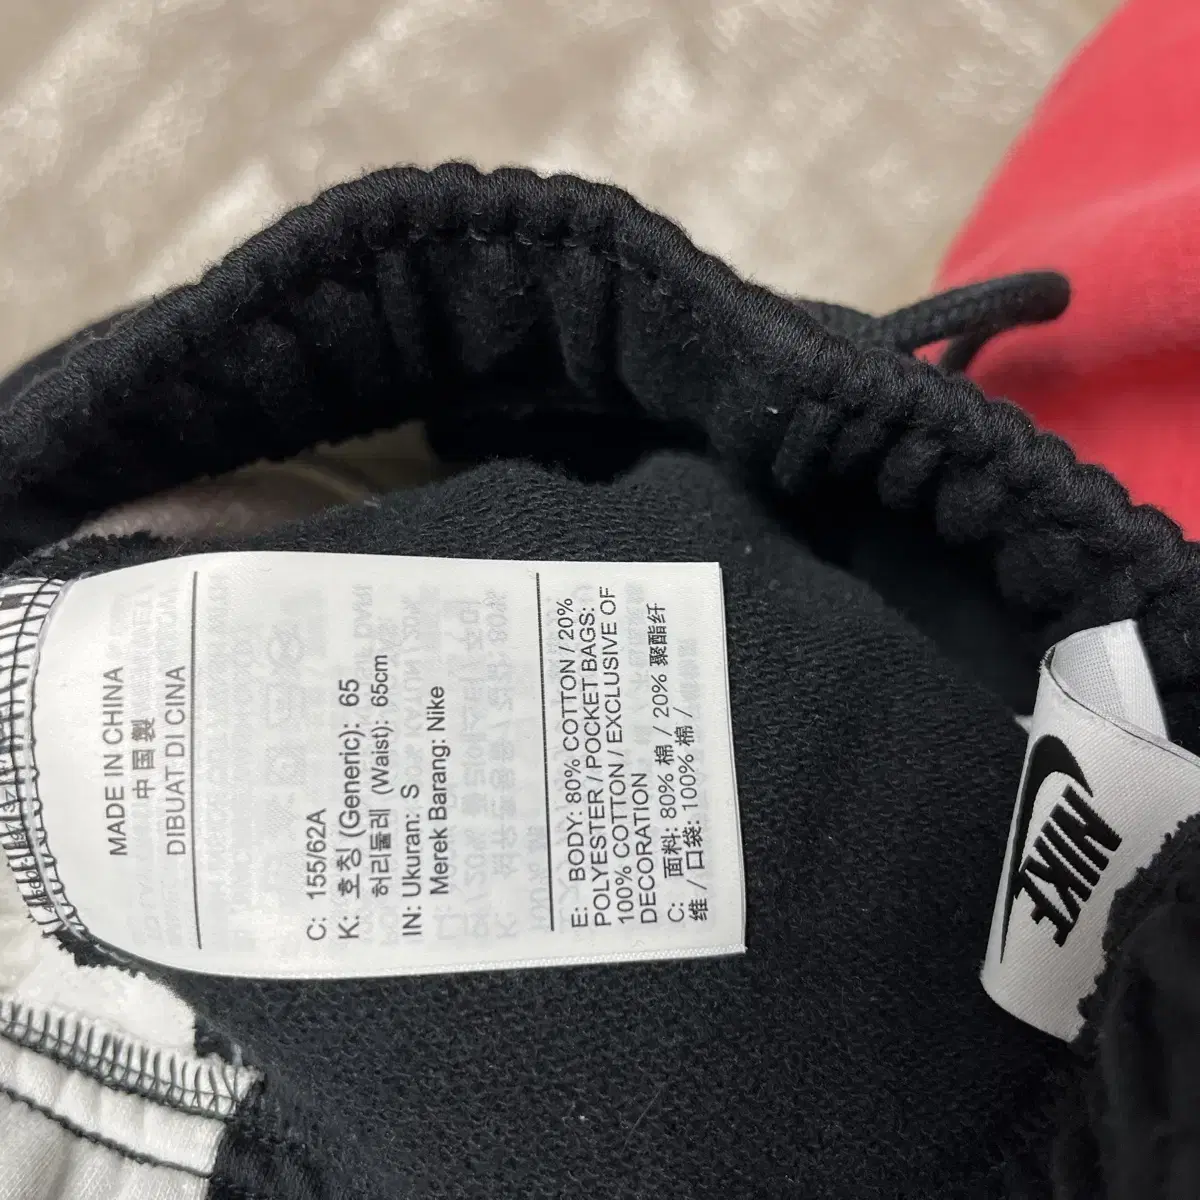 MADE IN CHINA
中国製
DIBUAT DI CINA
C: 155/62A
K: 호칭 (Generic): 65
허리둘레 (Waist): 65cm
IN: Ukuran: S
Merek Barang: Nike
E: BODY: 80% COTTON / 20%
POLYESTER / POCKET BAGS:
100% COTTON / EXCLUSIVE OF
DECORATION
C: 面料: 80% 棉 / 20% 聚酯纤
维 / 口袋: 100% 棉 /
NIKE